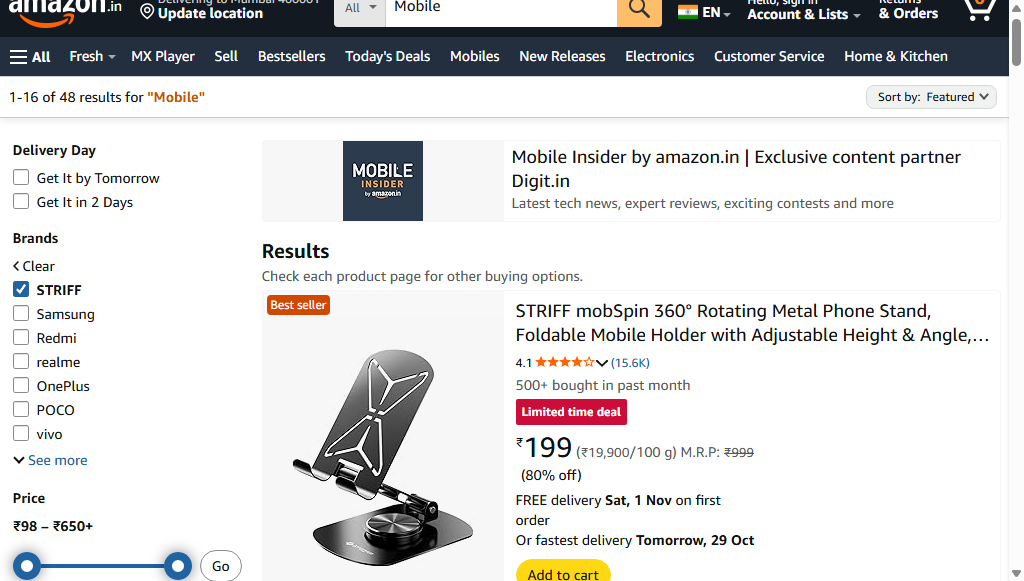 amazon.in
Delivering to Mumbai 400001
Update location
All
Mobile
EN
Hello, sign in
Account & Lists
Returns
& Orders
0
All
Fresh
MX Player
Sell
Bestsellers
Today's Deals
Mobiles
New Releases
Electronics
Customer Service
Home & Kitchen
1-16 of 48 results for "Mobile"
Sort by: Featured
Delivery Day
Get It by Tomorrow
Get It in 2 Days
Brands
Clear
STRIFF
Samsung
Redmi
realme
OnePlus
POCO
vivo
See more
Price
₹98 – ₹650+
Go
MOBILE
INSIDER
by amazon.in
Mobile Insider by amazon.in | Exclusive content partner
Digit.in
Latest tech news, expert reviews, exciting contests and more
Results
Check each product page for other buying options.
Best seller
STRIFF mobSpin 360° Rotating Metal Phone Stand,
Foldable Mobile Holder with Adjustable Height & Angle,…
4.1 (15.6K)
500+ bought in past month
Limited time deal
₹199 (₹19,900/100 g) M.R.P: ₹999
(80% off)
FREE delivery Sat, 1 Nov on first
order
Or fastest delivery Tomorrow, 29 Oct
Add to cart